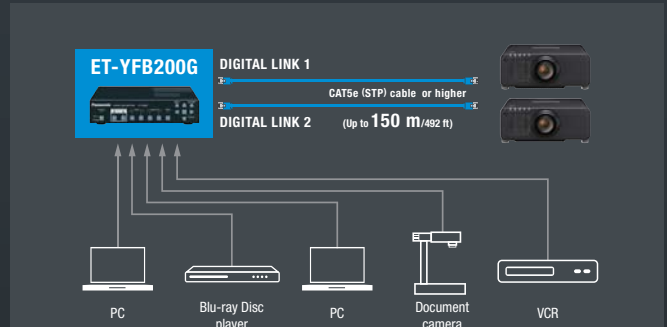 ET-YFB200G
DIGITAL LINK 1
CAT5e (STP) cable or higher
DIGITAL LINK 2 (Up to 150 m/492 ft)
Panasonic
PC
Blu-ray Disc
player
PC
Document
camera
VCR